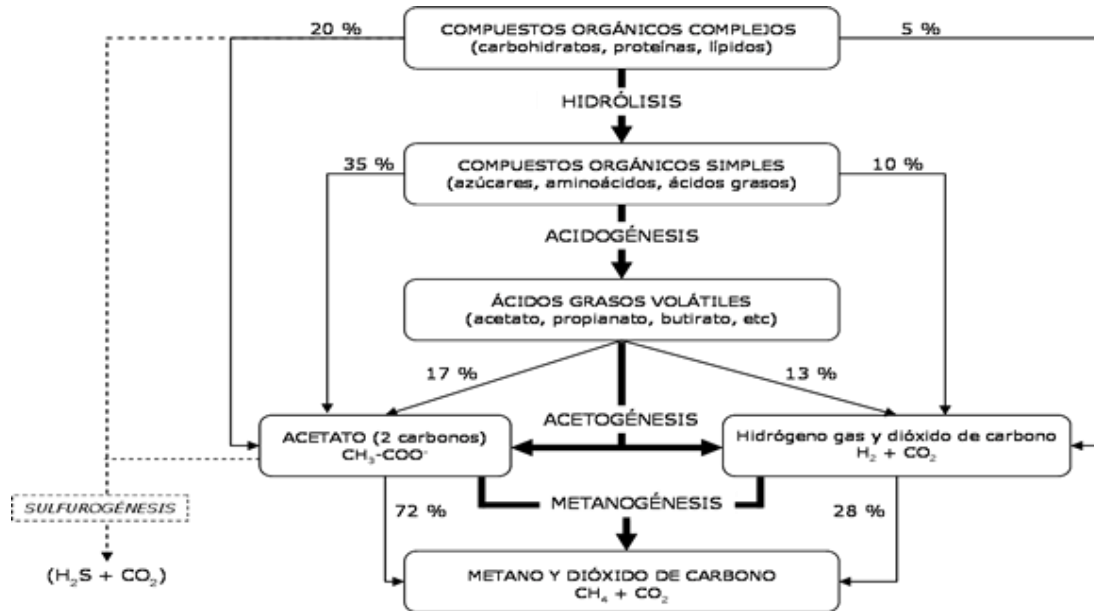 20 %
COMPUESTOS ORGÁNICOS COMPLEJOS
(carbohidratos, proteínas, lípidos)
5 %
HIDRÓLISIS
35 %
COMPUESTOS ORGÁNICOS SIMPLES
(azúcares, aminoácidos, ácidos grasos)
10 %
ACIDOGÉNESIS
ÁCIDOS GRASOS VOLÁTILES
(acetato, propianato, butirato, etc)
17 %
13 %
ACETOGÉNESIS
ACETATO (2 carbonos)
CH₃-COO⁻
Hidrógeno gas y dióxido de carbono
H₂ + CO₂
SULFUROGÉNESIS
72 %
METANOGÉNESIS
28 %
(H₂S + CO₂)
METANO Y DIÓXIDO DE CARBONO
CH₄ + CO₂